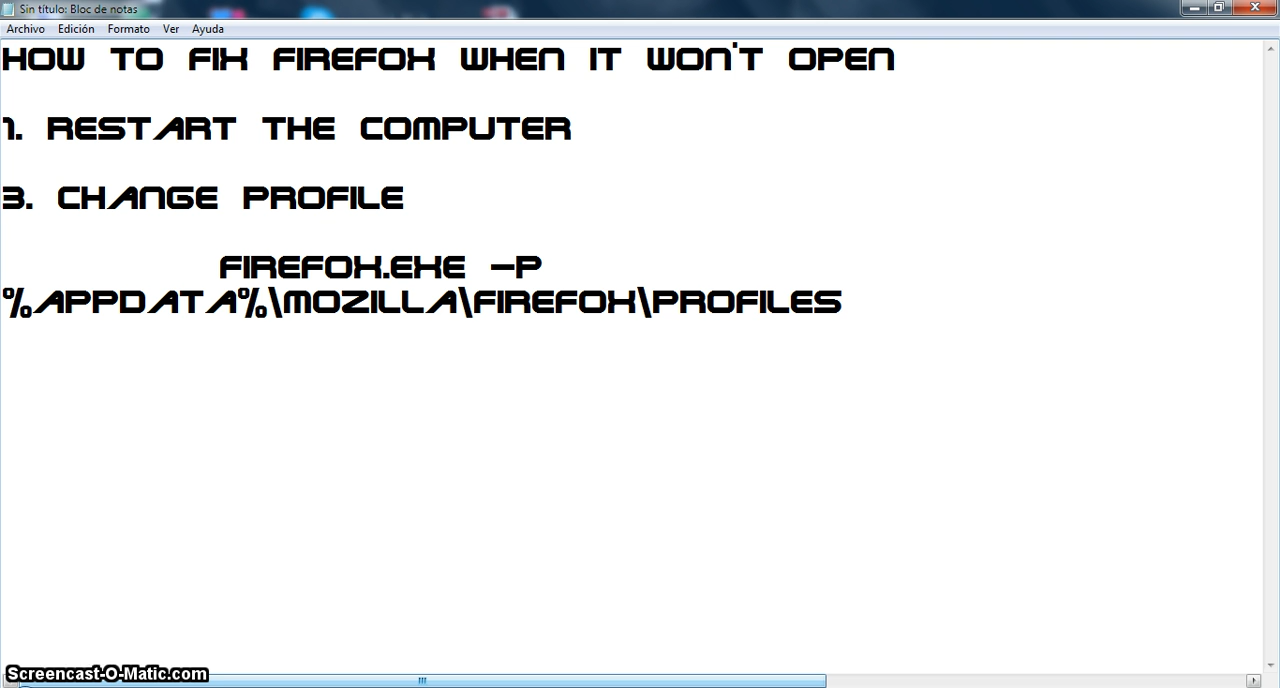 Sin título: Bloc de notas
Archivo Edición Formato Ver Ayuda
HOW TO FIX FIREFOX WHEN IT WON'T OPEN
1. RESTART THE COMPUTER
3. CHANGE PROFILE
FIREFOX.EXE -P
%APPDATA%\MOZILLA\FIREFOX\PROFILES
Screencast-O-Matic.com